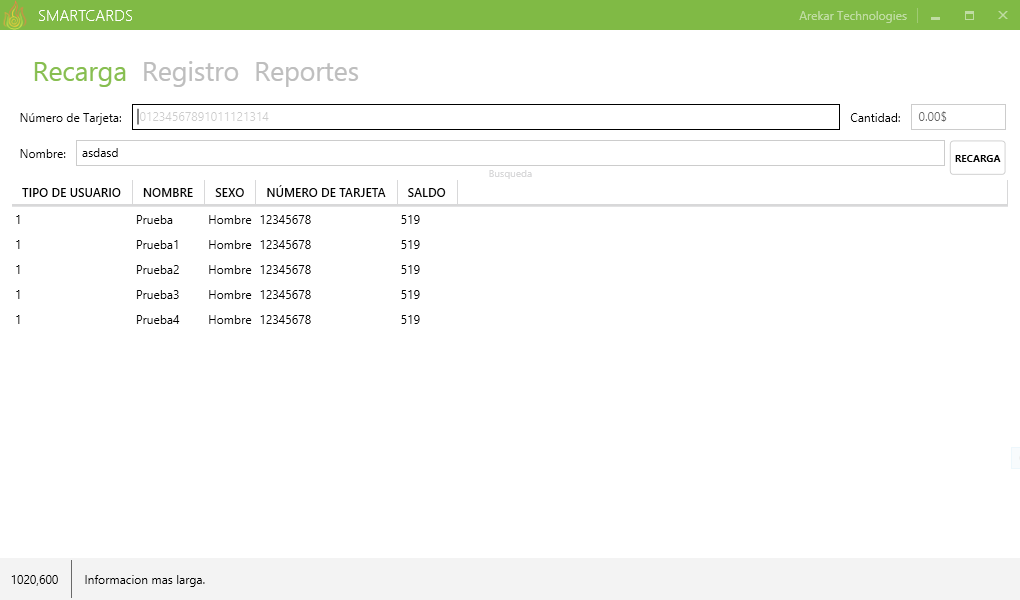 SMARTCARDS Arekar Technologies
Recarga Registro Reportes
Número de Tarjeta: 01234567891011121314 Cantidad: 0.00$
Nombre: asdasd RECARGA
Busqueda
TIPO DE USUARIO NOMBRE SEXO NÚMERO DE TARJETA SALDO
1 Prueba Hombre 12345678 519
1 Prueba1 Hombre 12345678 519
1 Prueba2 Hombre 12345678 519
1 Prueba3 Hombre 12345678 519
1 Prueba4 Hombre 12345678 519
1020,600 Informacion mas larga.